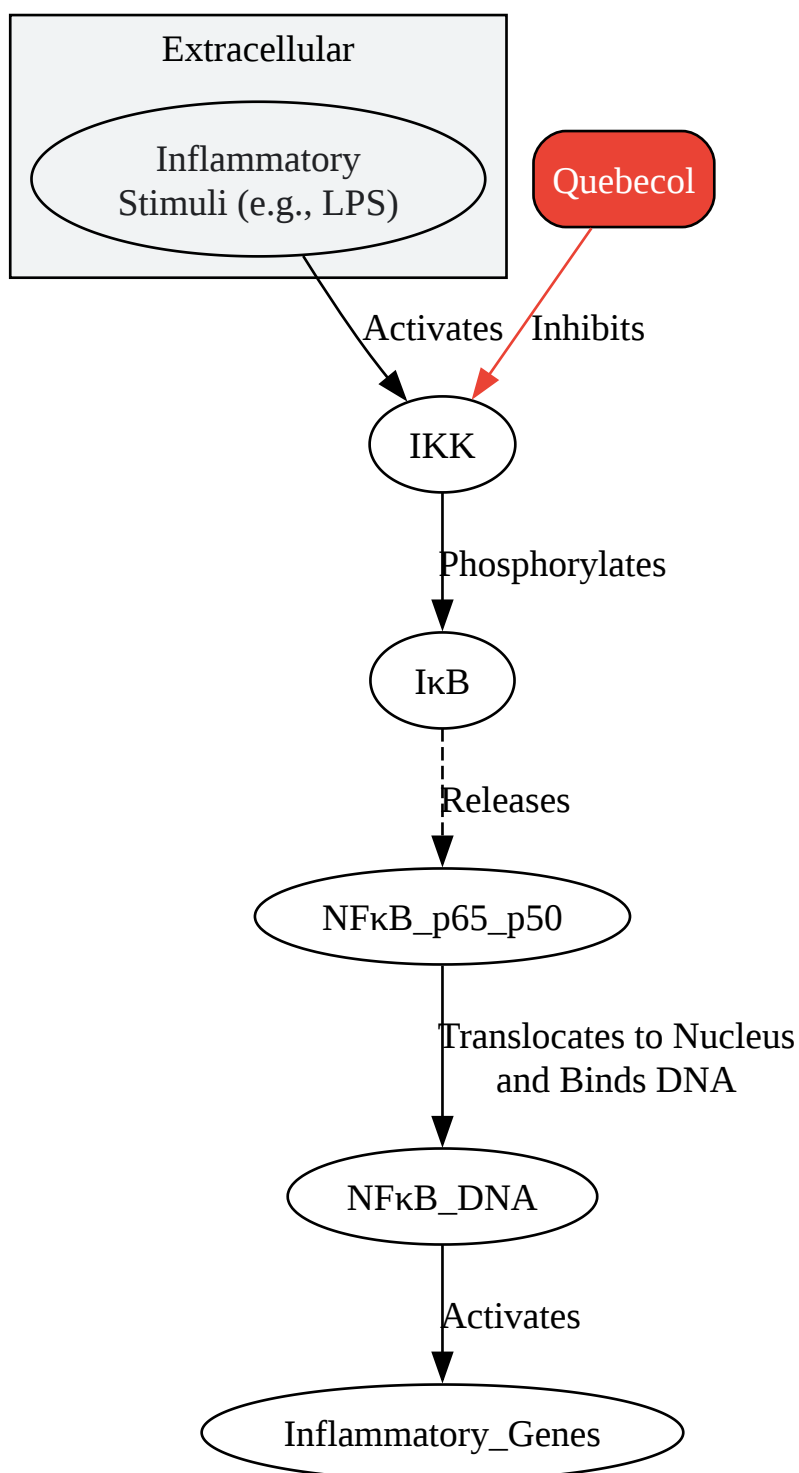 Extracellular
Inflammatory
Stimuli (e.g., LPS)
Quebecol
Activates
Inhibits
IKK
Phosphorylates
IκB
Releases
NFκB_p65_p50
Translocates to Nucleus
and Binds DNA
NFκB_DNA
Activates
Inflammatory_Genes